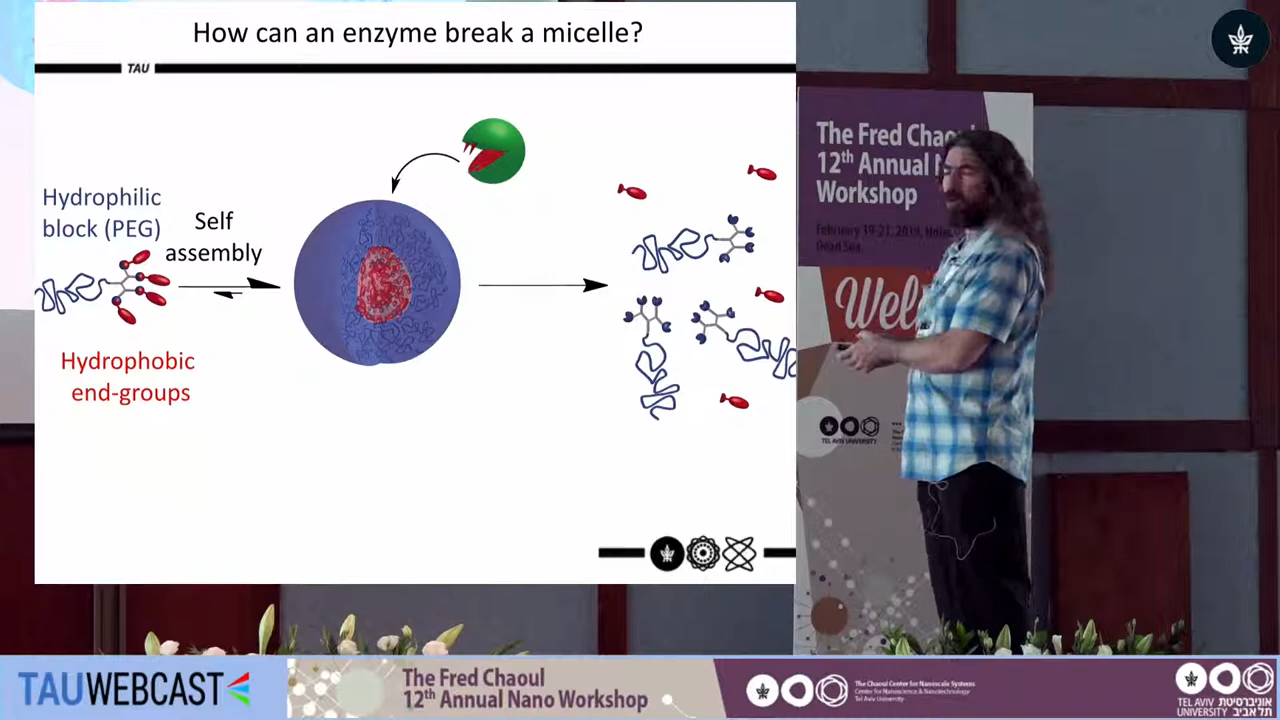 How can an enzyme break a micelle?
TAU
Hydrophilic
block (PEG)
Self
assembly
Hydrophobic
end-groups
The Fred Chaoul
12th Annual N
Workshop
February 19-21, 2019,
Dead Sea
Wel
TEL AVIV UNIVERSITY
TAUWEBCAST
The Fred Chaoul
12th Annual Nano Workshop
The Chaoul Center for Nanoscale Systems
Center for Nanoscience & Nanotechnology
Tel Aviv University
TEL AVIV אוניברסיטת
UNIVERSITY תל אביב